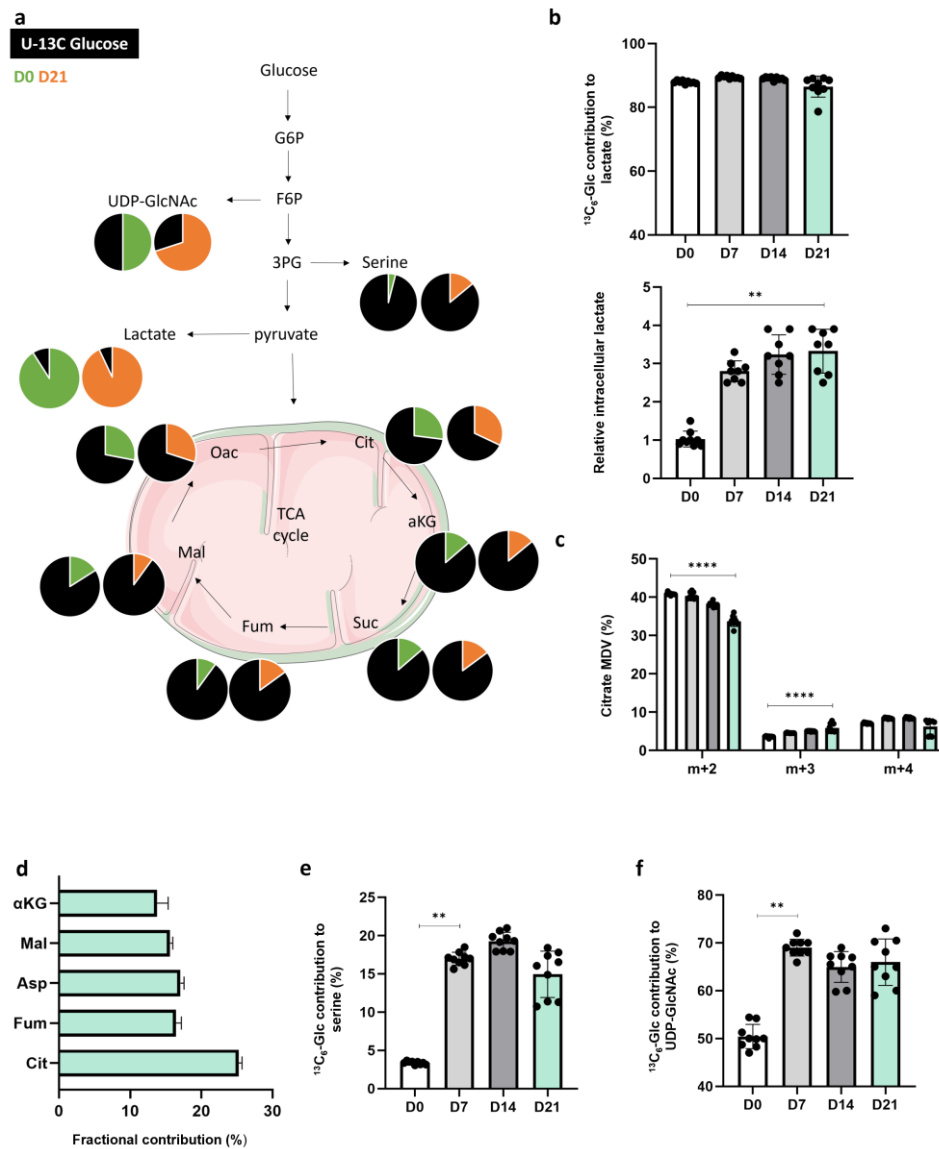 a
U-13C Glucose
D0 D21
Glucose
G6P
UDP-GlcNAc
F6P
3PG
Serine
Lactate
pyruvate
Oac
Cit
TCA
cycle
aKG
Mal
Fum
Suc
b
¹³C₆-Glc contribution to
lactate (%)
100
80
60
40
D0 D7 D14 D21
Relative intracellular lactate
**
5
4
3
2
1
0
D0 D7 D14 D21
c
Citrate MDV (%)
50
40
30
20
10
0
****
****
m+2 m+3 m+4
d
αKG
Mal
Asp
Fum
Cit
0 10 20 30
Fractional contribution (%)
e
¹³C₆-Glc contribution to
serine (%)
25
20
15
10
5
0
**
D0 D7 D14 D21
f
¹³C₆-Glc contribution to
UDP-GlcNAc (%)
80
70
60
50
40
**
D0 D7 D14 D21